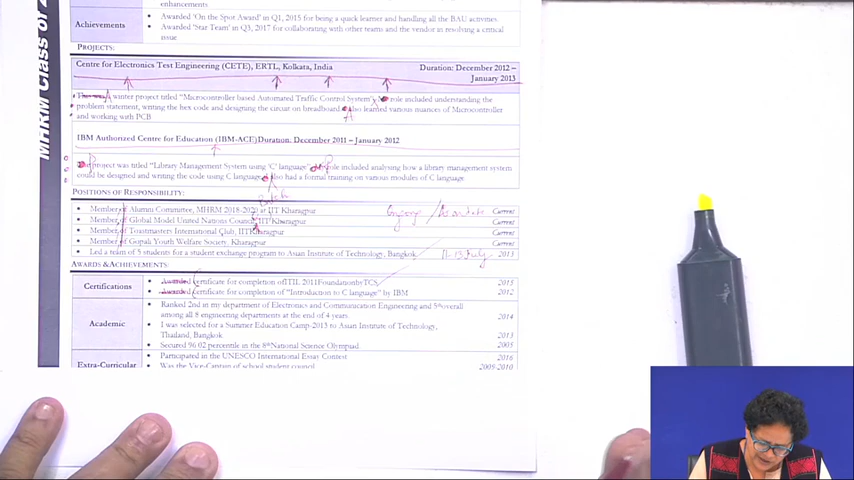 enhancements
MHRM Class of 2
Achievements
Awarded 'On the Spot Award' in Q1, 2015 for being a quick learner and handling all the BAU activities
Awarded 'Star Team' in Q3, 2017 for collaborating with other teams and the vendor in resolving a critical
issue
PROJECTS:
Centre for Electronics Test Engineering (CETE), ERTL, Kolkata, India
Duration: December 2012 –
January 2013
A wanter project titled "Microcontroller based Automated Traffic Control System". role included understanding the
problem statement, writing the hex code and designing the circuit on breadboard. also learned various nuances of Microcontroller
A
and working with PCB
IBM Authorized Centre for Education (IBM-ACE)Duration: December 2011 – January 2012
project was titled "Library Management System using 'C' language" role included analysing how a library management system
could be designed and writing the code using C language. also had a formal training on various modules of C language.
POSITIONS OF RESPONSIBILITY:
Member of Alumni Committee, MHRM 2018-2020 at IIT Kharagpur Current
Member of Global Model United Nations Council, IIT Kharagpur Current
Member of Toastmasters International Club, IIT Kharagpur Current
Member of Gopali Youth Welfare Society, Kharagpur Current
Led a team of 5 students for a student exchange program to Asian Institute of Technology, Bangkok July 2013
AWARDS &ACHIEVEMENTS:
Certifications
Awarded certificate for completion ofITIL 2011FoundationbyTCS 2015
Awarded certificate for completion of "Introduction to C language" by IBM 2012
Academic
Ranked 2nd in my department of Electronics and Communication Engineering and 5th overall
among all 8 engineering departments at the end of 4 years 2014
I was selected for a Summer Education Camp-2013 to Asian Institute of Technology,
Thailand, Bangkok 2013
Secured 96.02 percentile in the 8th National Science Olympiad 2005
Extra-Curricular
Participated in the UNESCO International Essay Contest 2016
Was the Vice-Captain of school student council 2009-2010